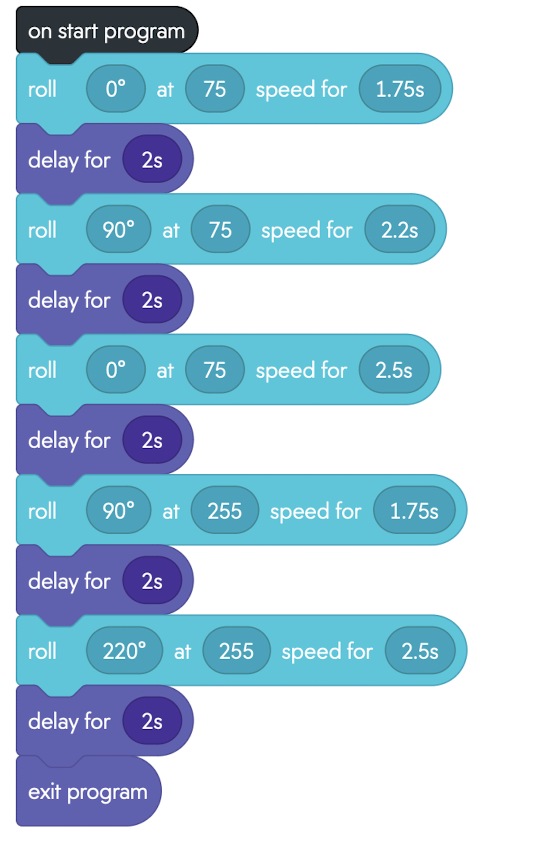 on start program
roll 0° at 75 speed for 1.75s
delay for 2s
roll 90° at 75 speed for 2.2s
delay for 2s
roll 0° at 75 speed for 2.5s
delay for 2s
roll 90° at 255 speed for 1.75s
delay for 2s
roll 220° at 255 speed for 2.5s
delay for 2s
exit program